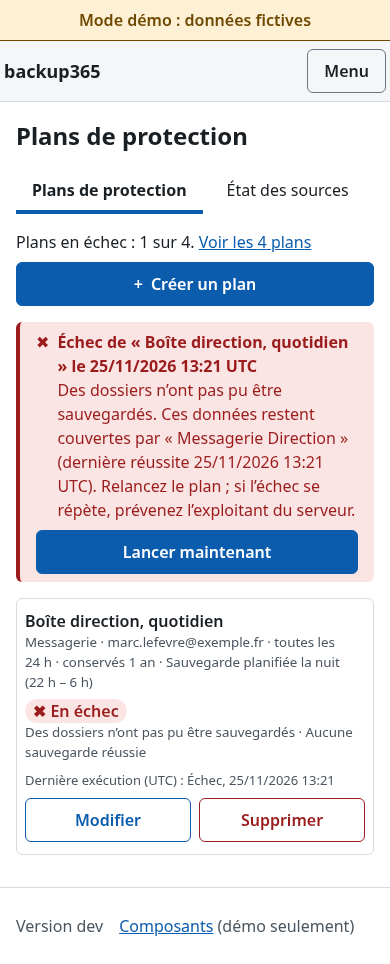 Mode démo : données fictives
backup365
Menu
Plans de protection
Plans de protection
État des sources
Plans en échec : 1 sur 4. Voir les 4 plans
+ Créer un plan
✖ Échec de « Boîte direction, quotidien
» le 25/11/2026 13:21 UTC
Des dossiers n’ont pas pu être
sauvegardés. Ces données restent
couvertes par « Messagerie Direction »
(dernière réussite 25/11/2026 13:21
UTC). Relancez le plan ; si l’échec se
répète, prévenez l’exploitant du serveur.
Lancer maintenant
Boîte direction, quotidien
Messagerie · marc.lefevre@exemple.fr · toutes les
24 h · conservés 1 an · Sauvegarde planifiée la nuit
(22 h – 6 h)
✖ En échec
Des dossiers n’ont pas pu être sauvegardés · Aucune
sauvegarde réussie
Dernière exécution (UTC) : Échec, 25/11/2026 13:21
Modifier
Supprimer
Version dev Composants (démo seulement)